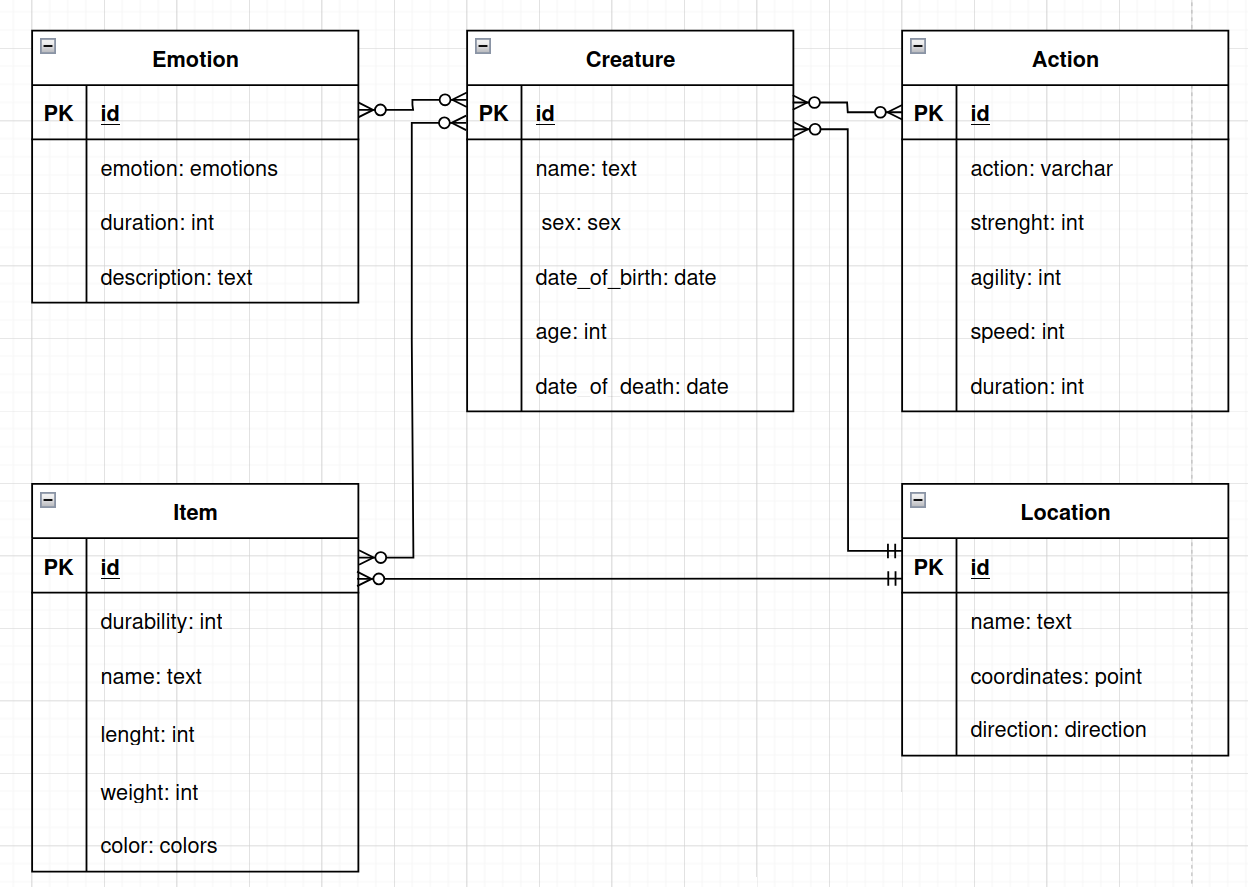 Emotion
PK id
emotion: emotions
duration: int
description: text
Creature
PK id
name: text
sex: sex
date_of_birth: date
age: int
date_of_death: date
Action
PK id
action: varchar
strenght: int
agility: int
speed: int
duration: int
Item
PK id
durability: int
name: text
lenght: int
weight: int
color: colors
Location
PK id
name: text
coordinates: point
direction: direction